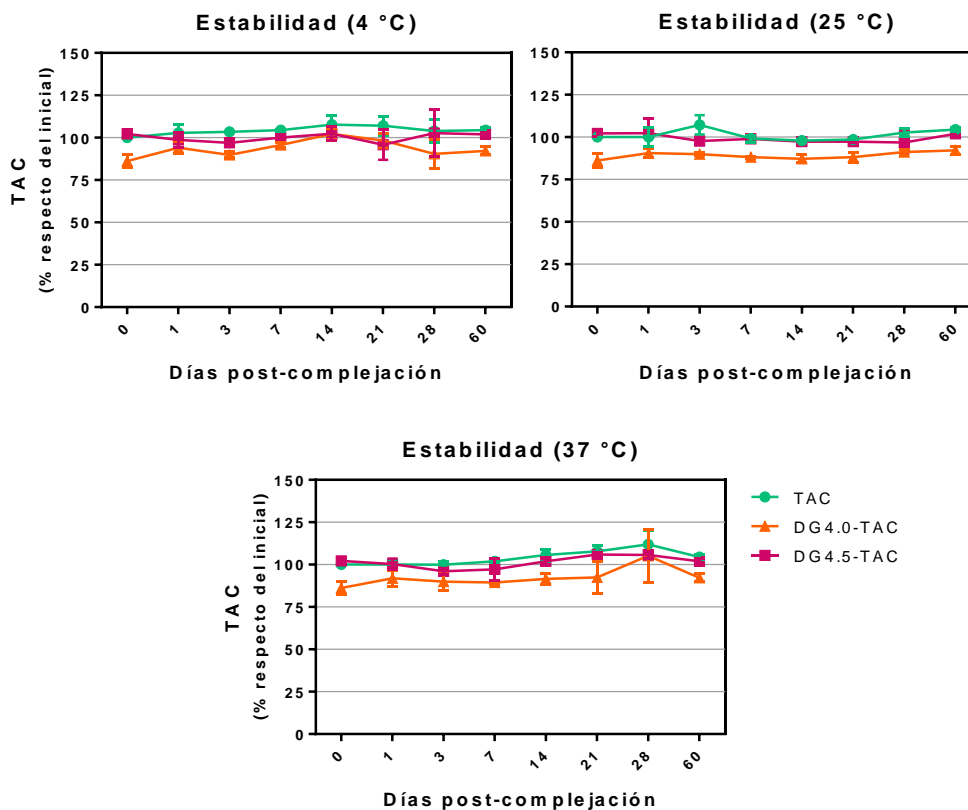 Estabilidad (4 °C)
TAC
(% respecto del inicial)
150
125
100
75
50
25
0
0 1 3 7 14 21 28 60
Días post-complejación
Estabilidad (25 °C)
150
125
100
75
50
25
0
0 1 3 7 14 21 28 60
Días post-complejación
Estabilidad (37 °C)
TAC
(% respecto del inicial)
150
125
100
75
50
25
0
0 1 3 7 14 21 28 60
Días post-complejación
TAC
DG4.0-TAC
DG4.5-TAC